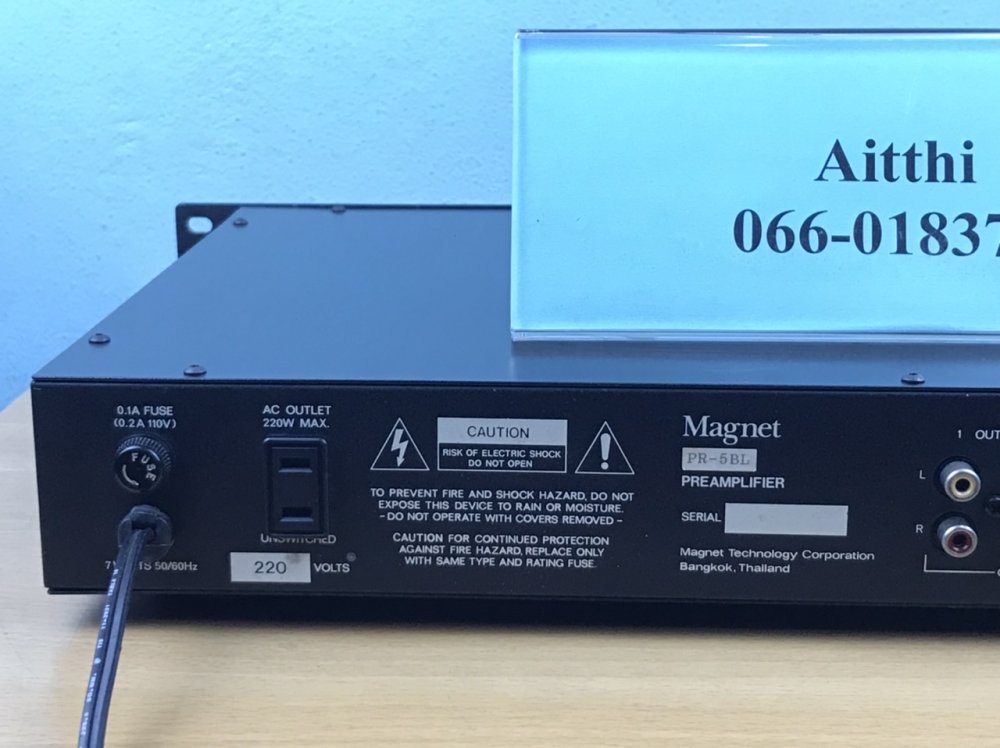 Aitthi
066-01837
0.1A FUSE
(0.2A 110V)
FUSE
AC OUTLET
220W MAX.
UNSWITCHED
220 VOLTS
50/60Hz
CAUTION
RISK OF ELECTRIC SHOCK
DO NOT OPEN
TO PREVENT FIRE AND SHOCK HAZARD, DO NOT
EXPOSE THIS DEVICE TO RAIN OR MOISTURE.
- DO NOT OPERATE WITH COVERS REMOVED -
CAUTION FOR CONTINUED PROTECTION
AGAINST FIRE HAZARD, REPLACE ONLY
WITH SAME TYPE AND RATING FUSE.
Magnet
PR-5BL
PREAMPLIFIER
SERIAL
Magnet Technology Corporation
Bangkok, Thailand
1 OUT
L
R